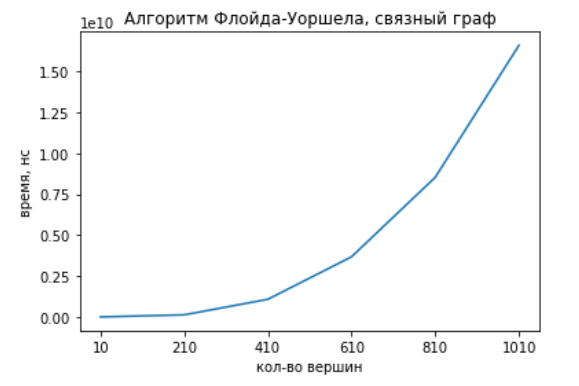 1e10 Алгоритм Флойда-Уоршела, связный граф
время, нс
1.50
1.25
1.00
0.75
0.50
0.25
0.00
10 210 410 610 810 1010
кол-во вершин